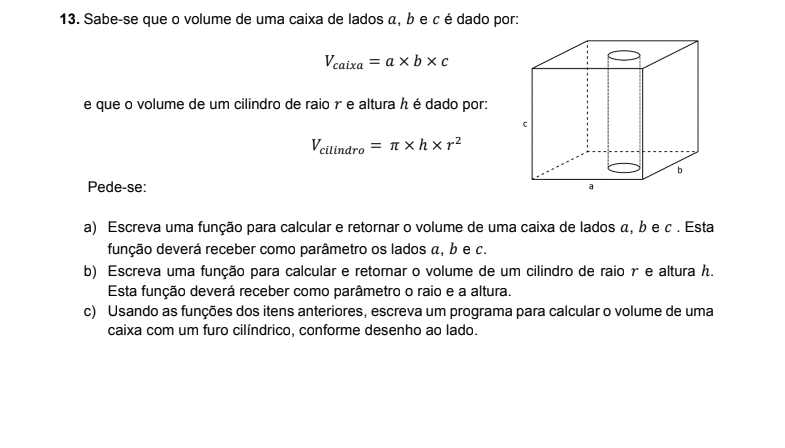 13. Sabe-se que o volume de uma caixa de lados a, b e c é dado por:
V_caixa = a × b × c
e que o volume de um cilindro de raio r e altura h é dado por:
V_cilindro = π × h × r²
c
b
a
Pede-se:
a) Escreva uma função para calcular e retornar o volume de uma caixa de lados a, b e c . Esta
função deverá receber como parâmetro os lados a, b e c.
b) Escreva uma função para calcular e retornar o volume de um cilindro de raio r e altura h.
Esta função deverá receber como parâmetro o raio e a altura.
c) Usando as funções dos itens anteriores, escreva um programa para calcular o volume de uma
caixa com um furo cilíndrico, conforme desenho ao lado.